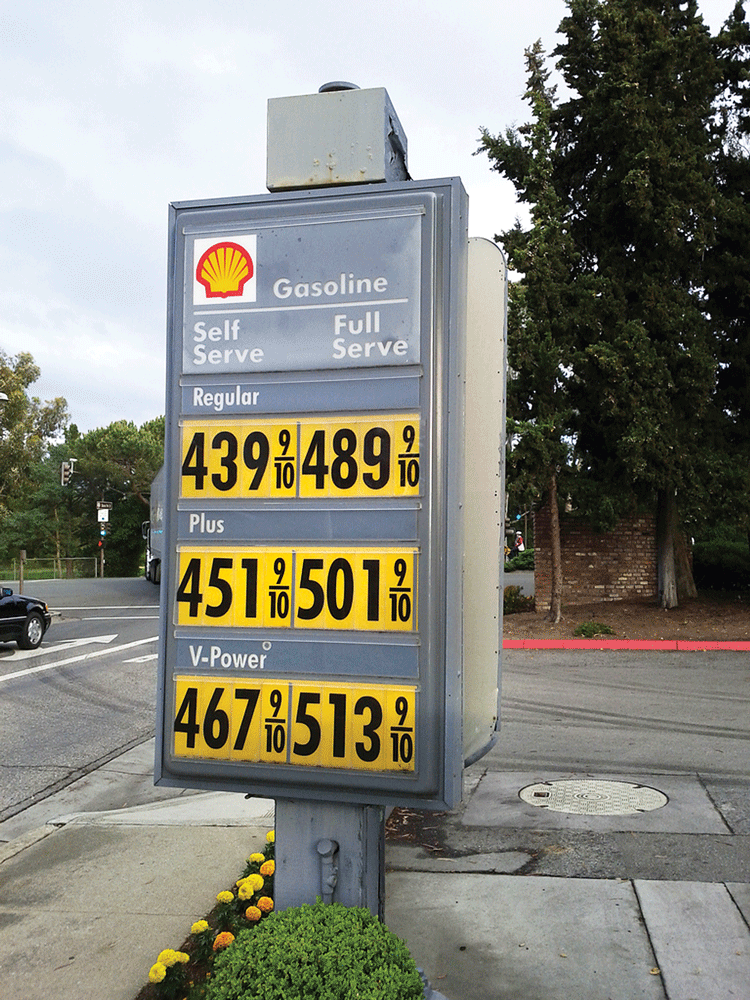 Gasoline
Self Serve
Full Serve
Regular
439 9/10 489 9/10
Plus
451 9/10 501 9/10
V-Power
467 9/10 513 9/10